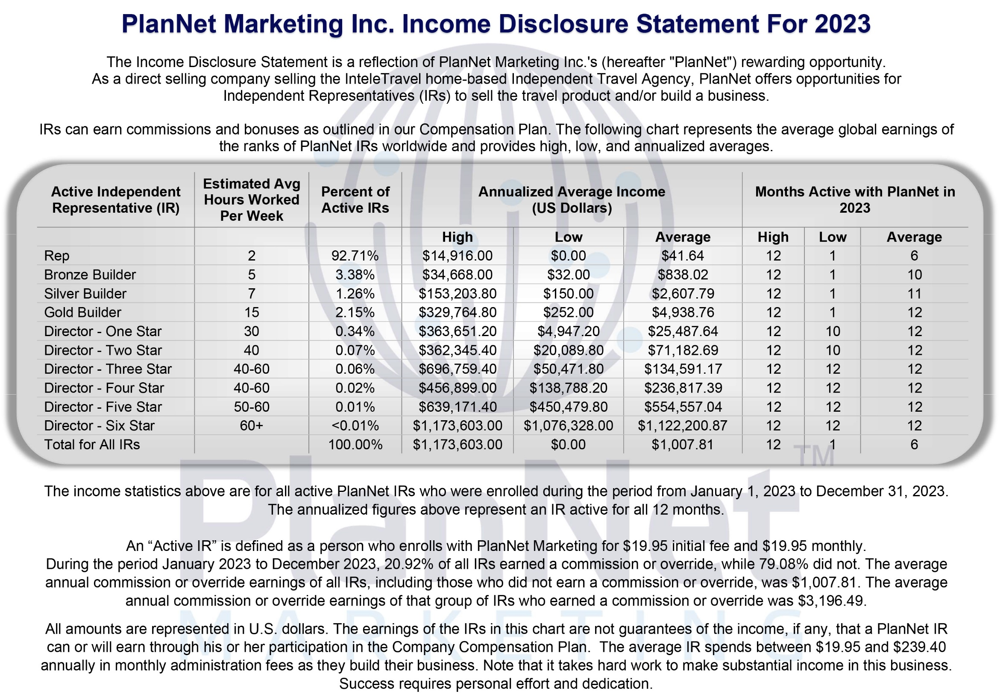 PlanNet Marketing Inc. Income Disclosure Statement For 2023
The Income Disclosure Statement is a reflection of PlanNet Marketing Inc.'s (hereafter "PlanNet") rewarding opportunity.
As a direct selling company selling the InteleTravel home-based Independent Travel Agency, PlanNet offers opportunities for
Independent Representatives (IRs) to sell the travel product and/or build a business.
IRs can earn commissions and bonuses as outlined in our Compensation Plan. The following chart represents the average global earnings of
the ranks of PlanNet IRs worldwide and provides high, low, and annualized averages.
Active Independent Representative (IR) Estimated Avg Hours Worked Per Week Percent of Active IRs Annualized Average Income (US Dollars) Months Active with PlanNet in 2023
High Low Average High Low Average
Rep 2 92.71% $14,916.00 $0.00 $41.64 12 1 6
Bronze Builder 5 3.38% $34,668.00 $32.00 $838.02 12 1 10
Silver Builder 7 1.26% $153,203.80 $150.00 $2,607.79 12 1 11
Gold Builder 15 2.15% $329,764.80 $252.00 $4,938.76 12 1 12
Director - One Star 30 0.34% $363,651.20 $4,947.20 $25,487.64 12 10 12
Director - Two Star 40 0.07% $362,345.40 $20,089.80 $71,182.69 12 10 12
Director - Three Star 40-60 0.06% $696,759.40 $50,471.80 $134,591.17 12 12 12
Director - Four Star 40-60 0.02% $456,899.00 $138,788.20 $236,817.39 12 12 12
Director - Five Star 50-60 0.01% $639,171.40 $450,479.80 $554,557.04 12 12 12
Director - Six Star 60+ <0.01% $1,173,603.00 $1,076,328.00 $1,122,200.87 12 12 12
Total for All IRs 100.00% $1,173,603.00 $0.00 $1,007.81 12 1 6
PlanNet™
MARKETING
The income statistics above are for all active PlanNet IRs who were enrolled during the period from January 1, 2023 to December 31, 2023.
The annualized figures above represent an IR active for all 12 months.
An “Active IR” is defined as a person who enrolls with PlanNet Marketing for $19.95 initial fee and $19.95 monthly.
During the period January 2023 to December 2023, 20.92% of all IRs earned a commission or override, while 79.08% did not. The average
annual commission or override earnings of all IRs, including those who did not earn a commission or override, was $1,007.81. The average
annual commission or override earnings of that group of IRs who earned a commission or override was $3,196.49.
All amounts are represented in U.S. dollars. The earnings of the IRs in this chart are not guarantees of the income, if any, that a PlanNet IR
can or will earn through his or her participation in the Company Compensation Plan.  The average IR spends between $19.95 and $239.40
annually in monthly administration fees as they build their business. Note that it takes hard work to make substantial income in this business.
Success requires personal effort and dedication.